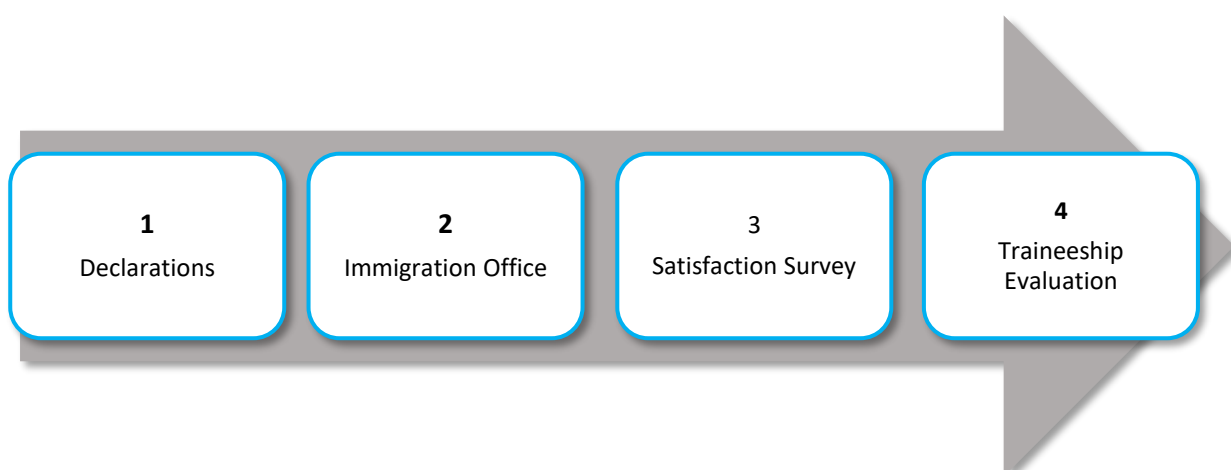 1
Declarations
2
Immigration Office
3
Satisfaction Survey
4
Traineeship
Evaluation